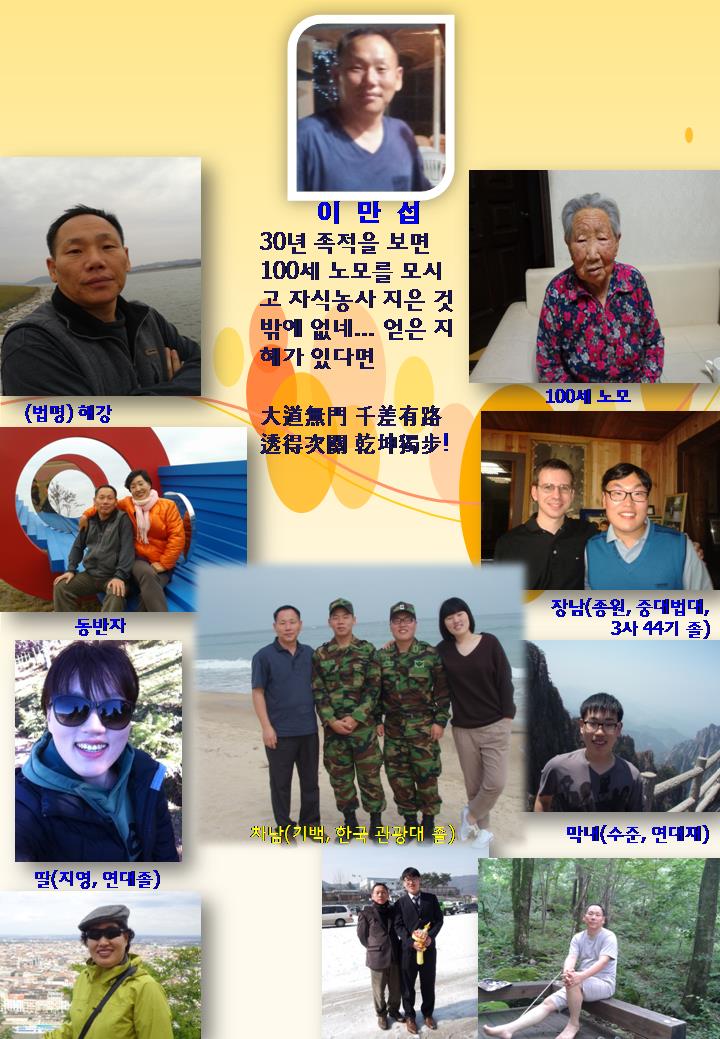 이 만 섭
30년 족적을 보면
100세 노모를 모시
고 자식농사 지은 것
밖에 없네... 얻은 지
혜가 있다면
大道無門 千差有路
透得次關 乾坤獨步!
(법명) 혜강
100세 노모
동반자
장남(종원, 중대법대,
3사 44기 졸)
차남(기백, 한국 관광대 졸)
딸(지영, 연대졸)
막내(수준, 연대재)